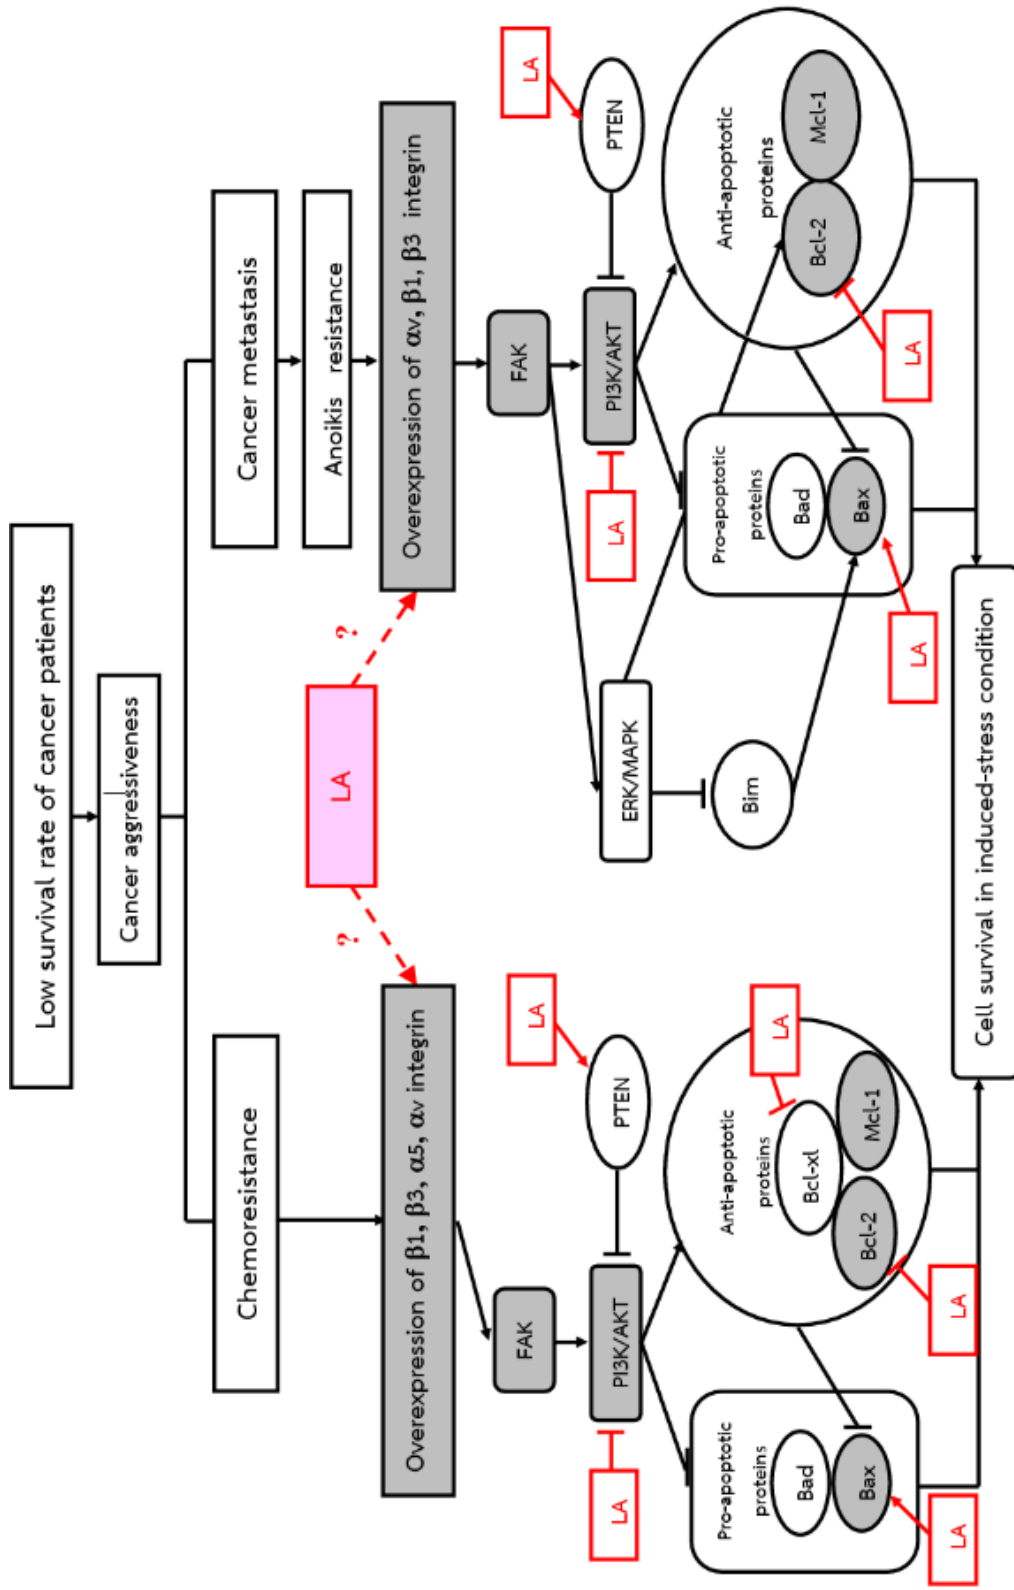 Low survival rate of cancer patients
Cancer aggressiveness
Chemoresistance
Cancer metastasis
Anoikis resistance
LA
?
?
Overexpression of β1, β3, α5, αv integrin
Overexpression of αv, β1, β3 integrin
FAK
FAK
LA
PI3K/AKT
PTEN
LA
ERK/MAPK
LA
PI3K/AKT
PTEN
LA
Pro-apoptotic
proteins
Bad
Bax
LA
Anti-apoptotic
proteins
Bcl-xl
Bcl-2
Mcl-1
LA
LA
Bim
Pro-apoptotic
proteins
Bad
Bax
LA
Anti-apoptotic
proteins
Bcl-2
Mcl-1
LA
Cell survival in induced-stress condition